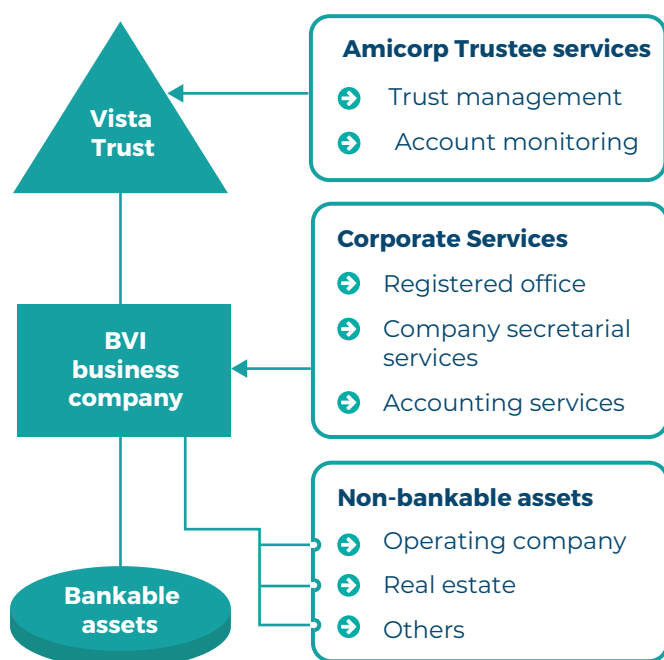 Vista
Trust
Amicorp Trustee services
Trust management
Account monitoring
BVI
business
company
Corporate Services
Registered office
Company secretarial
services
Accounting services
Bankable
assets
Non-bankable assets
Operating company
Real estate
Others